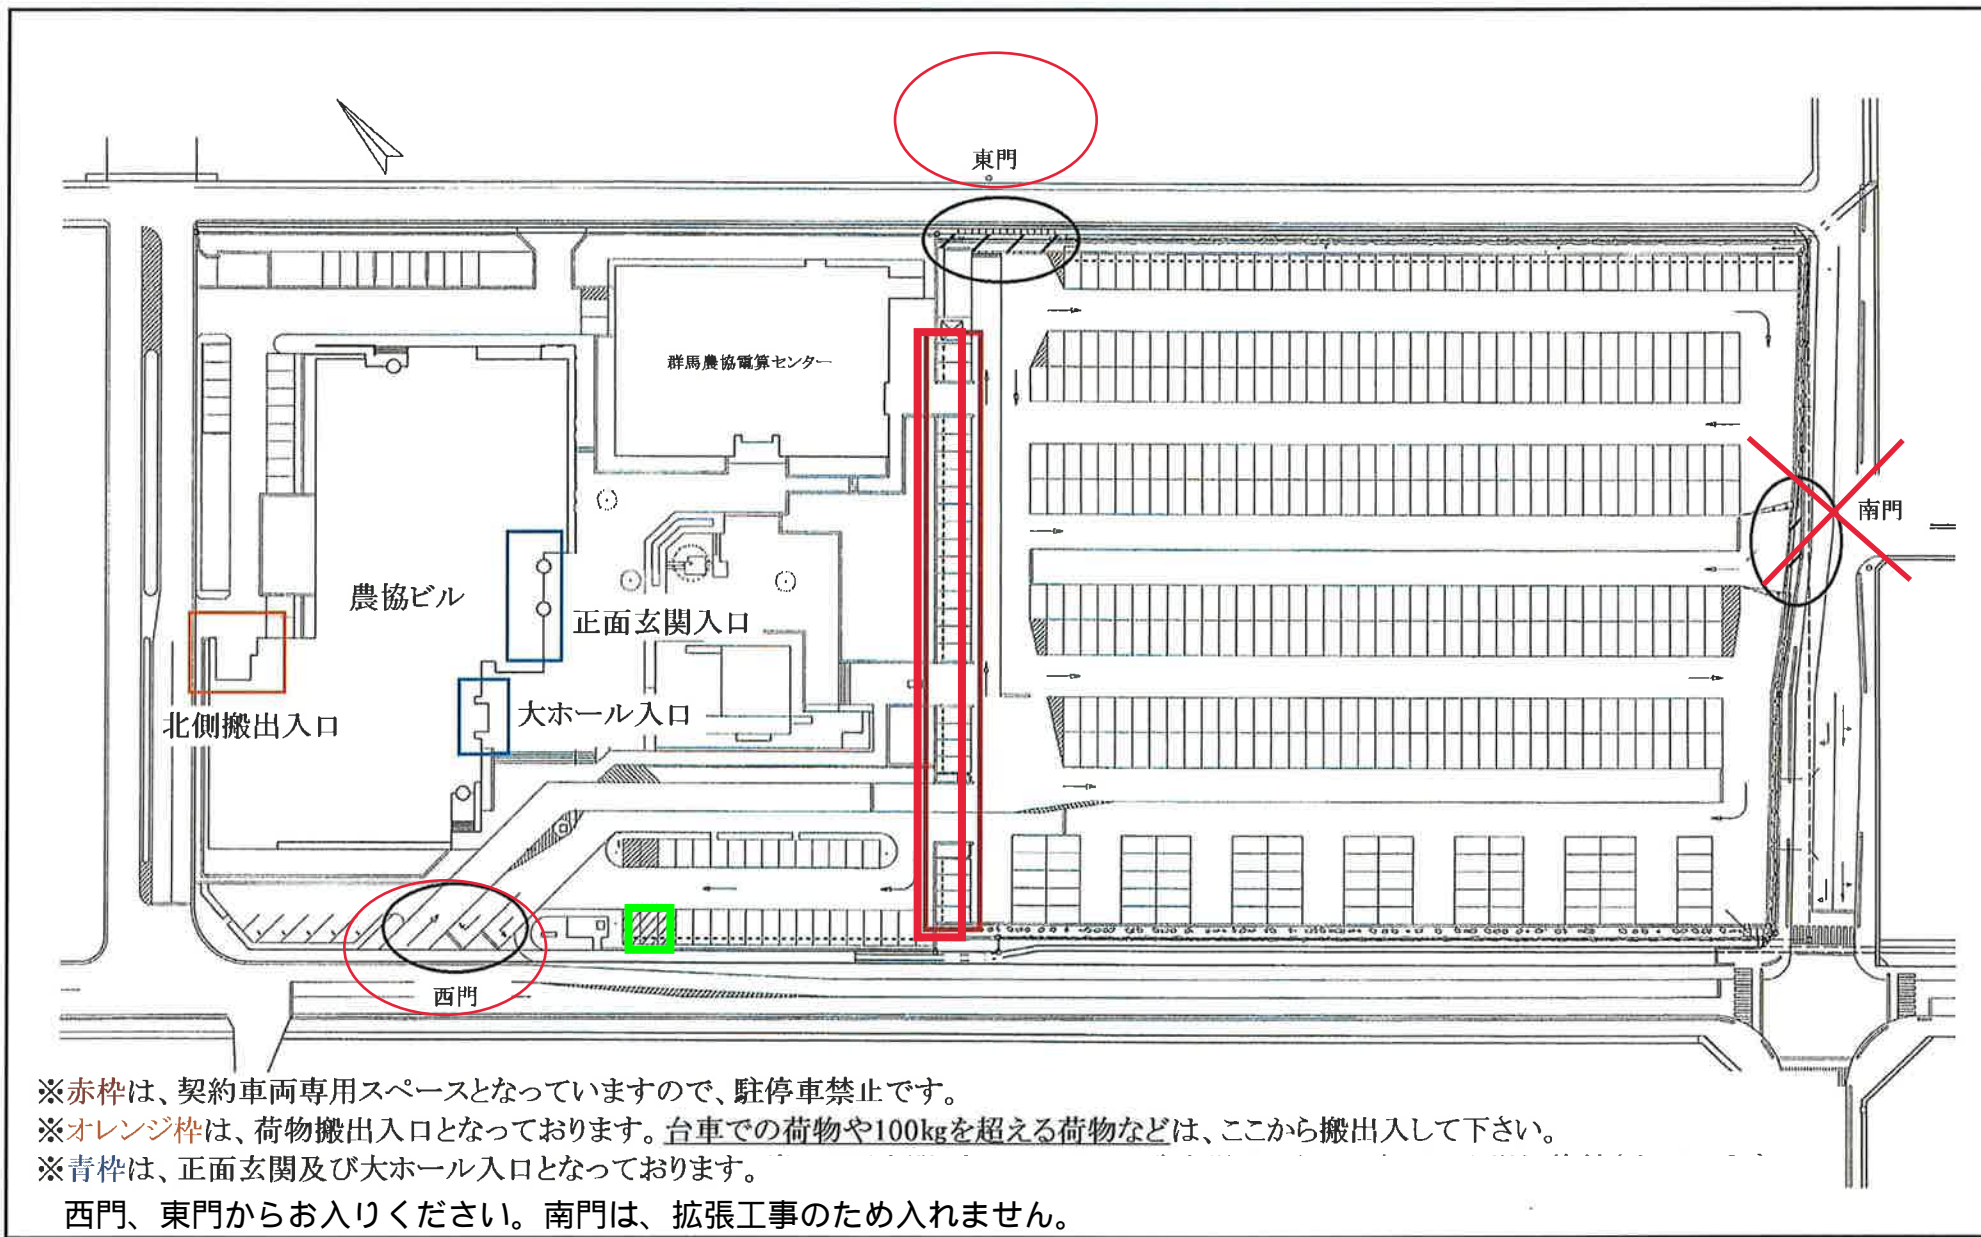 東門
群馬農協電算センター
南門
農協ビル
正面玄関入口
大ホール入口
北側搬出入口
西門
※赤枠は、契約車両専用スペースとなっていますので、駐停車禁止です。
※オレンジ枠は、荷物搬出入口となっております。台車での荷物や100kgを超える荷物などは、ここから搬出入して下さい。
※青枠は、正面玄関及び大ホール入口となっております。
西門、東門からお入りください。南門は、拡張工事のため入れません。